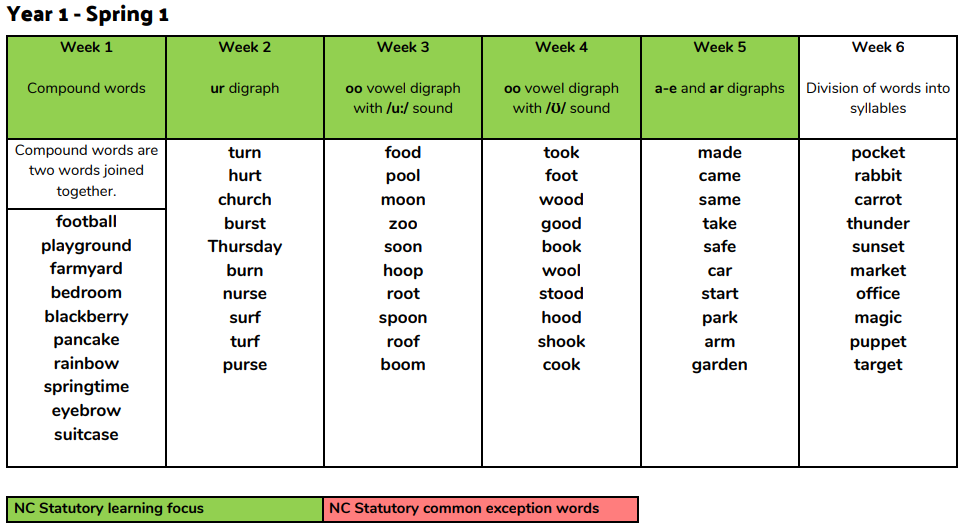 Year 1 - Spring 1
Week 1
Compound words
Compound words are
two words joined
together.
football
playground
farmyard
bedroom
blackberry
pancake
rainbow
springtime
eyebrow
suitcase
Week 2
ur digraph
turn
hurt
church
burst
Thursday
burn
nurse
surf
turf
purse
Week 3
oo vowel digraph
with /u:/ sound
food
pool
moon
zoo
soon
hoop
root
spoon
roof
boom
Week 4
oo vowel digraph
with /Ʊ/ sound
took
foot
wood
good
book
wool
stood
hood
shook
cook
Week 5
a-e and ar digraphs
made
came
same
take
safe
car
start
park
arm
garden
Week 6
Division of words into
syllables
pocket
rabbit
carrot
thunder
sunset
market
office
magic
puppet
target
NC Statutory learning focus
NC Statutory common exception words